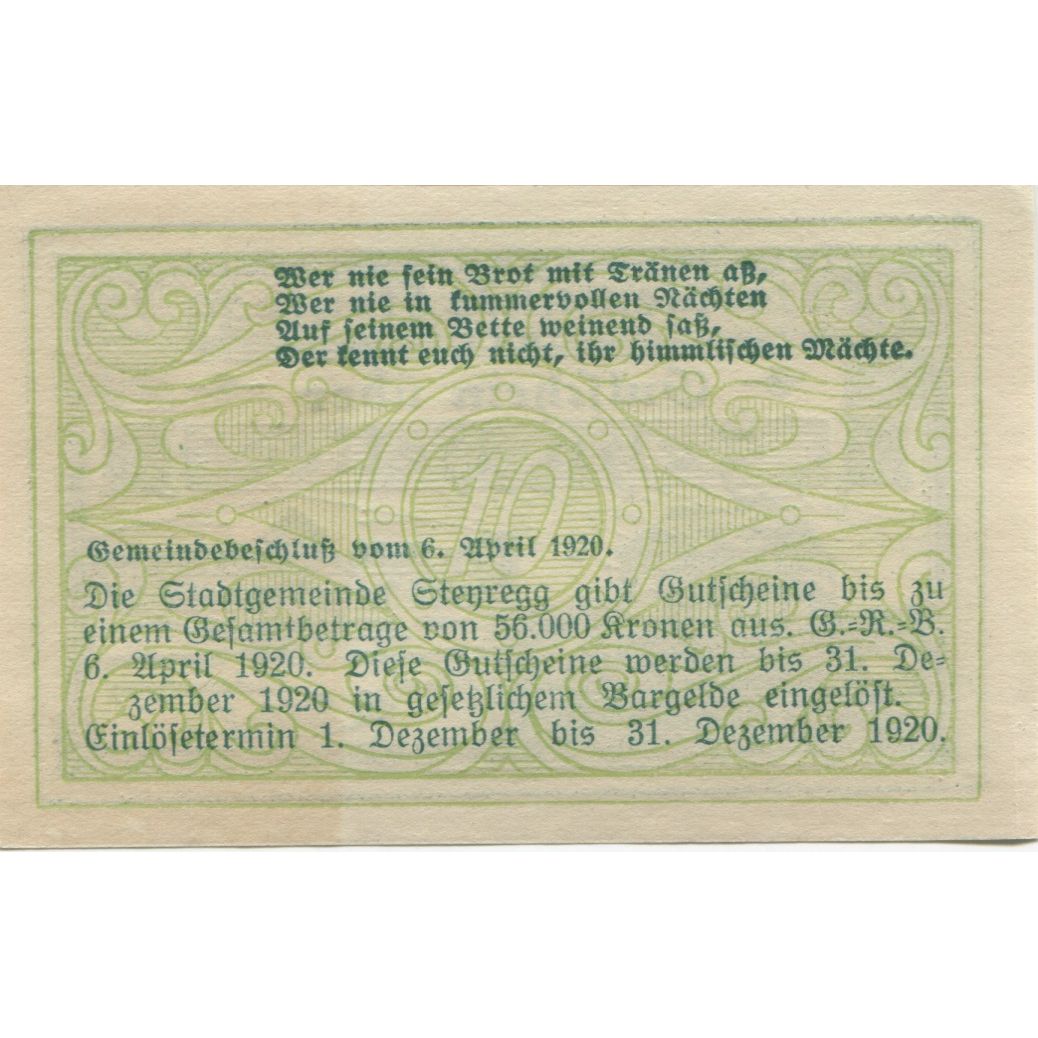 Wer nie sein Brot mit Tränen aß,
Wer nie in kummervollen Nächten
Auf seinem Bette weinend saß,
Der kennt euch nicht, ihr himmlischen Mächte.
10
Gemeindebeschluß vom 6. April 1920.
Die Stadtgemeinde Steyregg gibt Gutscheine bis zu
einem Gesamtbetrage von 56.000 Kronen aus. G.=R.=B.
6. April 1920. Diese Gutscheine werden bis 31. De=
zember 1920 in gesetzlichem Bargelde eingelöst.
Einlösetermin 1. Dezember bis 31. Dezember 1920.